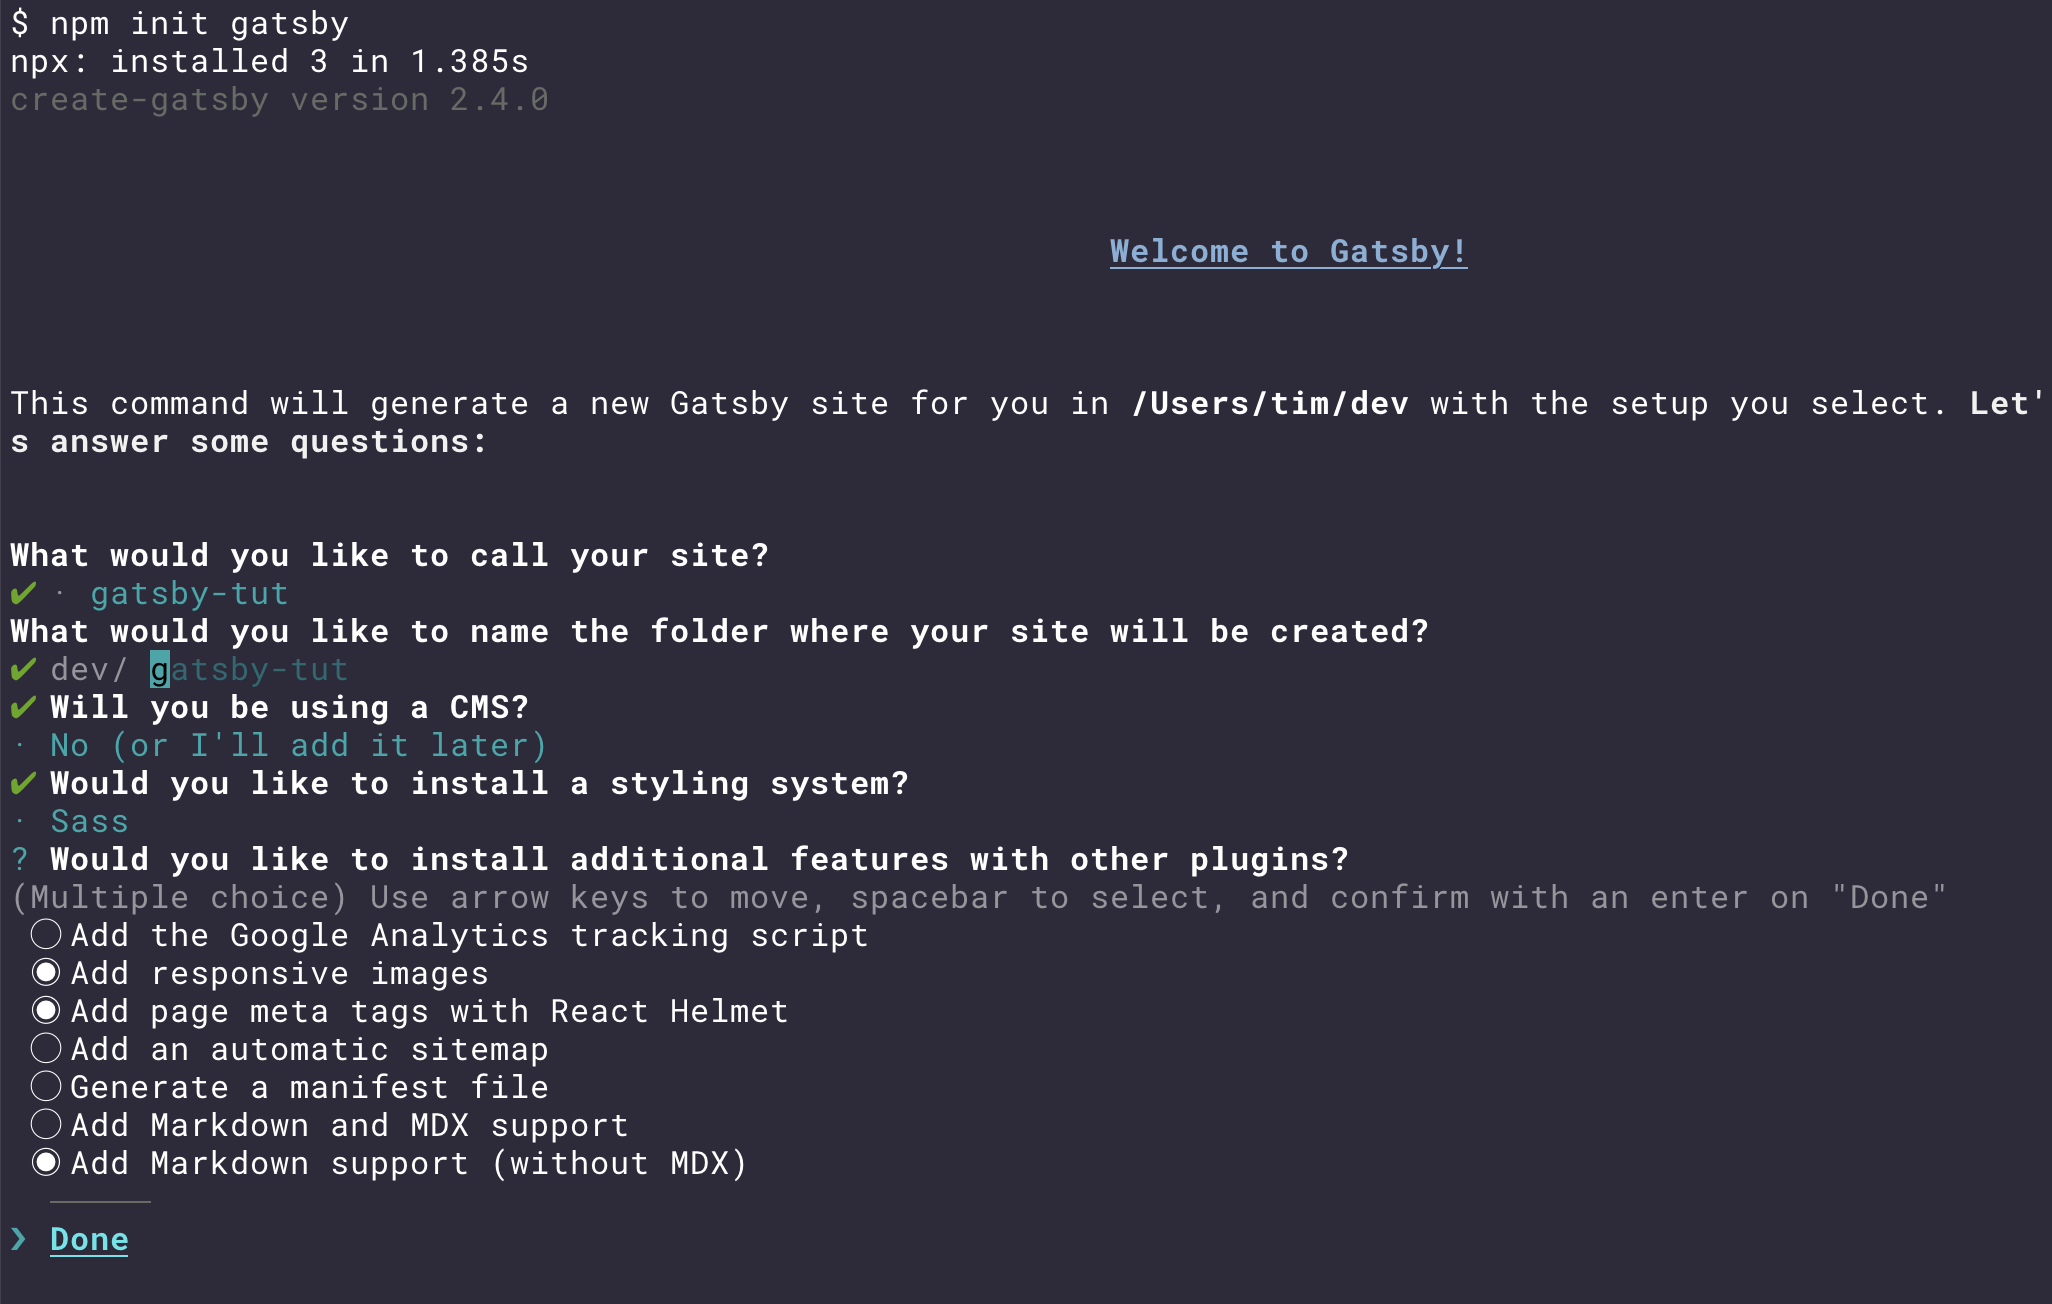 $ npm init gatsby
npx: installed 3 in 1.385s
create-gatsby version 2.4.0
Welcome to Gatsby!
This command will generate a new Gatsby site for you in /Users/tim/dev with the setup you select. Let'
s answer some questions:
What would you like to call your site?
✔ · gatsby-tut
What would you like to name the folder where your site will be created?
✔ dev/ gatsby-tut
✔ Will you be using a CMS?
· No (or I'll add it later)
✔ Would you like to install a styling system?
· Sass
? Would you like to install additional features with other plugins?
(Multiple choice) Use arrow keys to move, spacebar to select, and confirm with an enter on "Done"
◯ Add the Google Analytics tracking script
◉ Add responsive images
◉ Add page meta tags with React Helmet
◯ Add an automatic sitemap
◯ Generate a manifest file
◯ Add Markdown and MDX support
◉ Add Markdown support (without MDX)
❯ Done